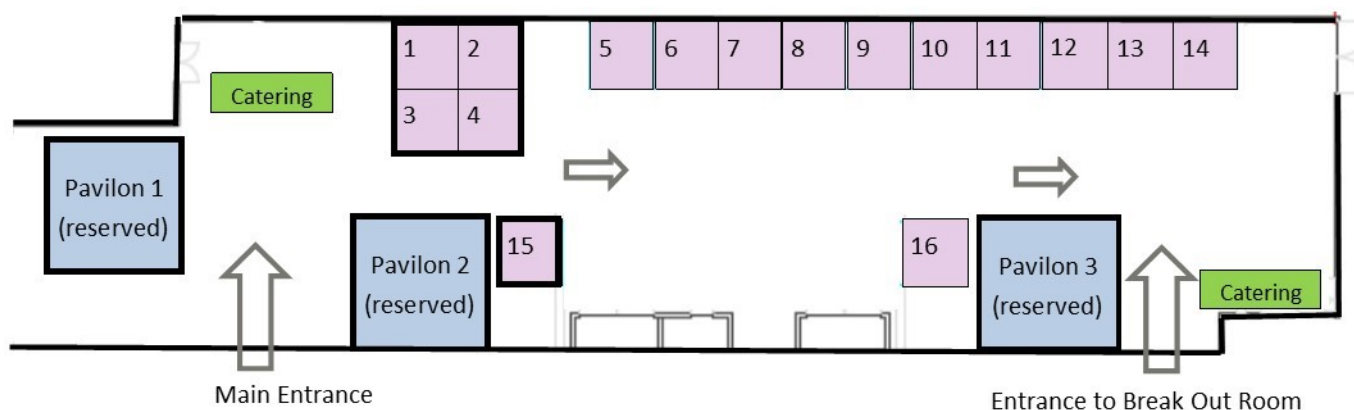 1
2
5
6
7
8
9
10
11
12
13
14
Catering
3
4
Pavilon 1
(reserved)
Pavilon 2
(reserved)
15
16
Pavilon 3
(reserved)
Catering
Main Entrance
Entrance to Break Out Room